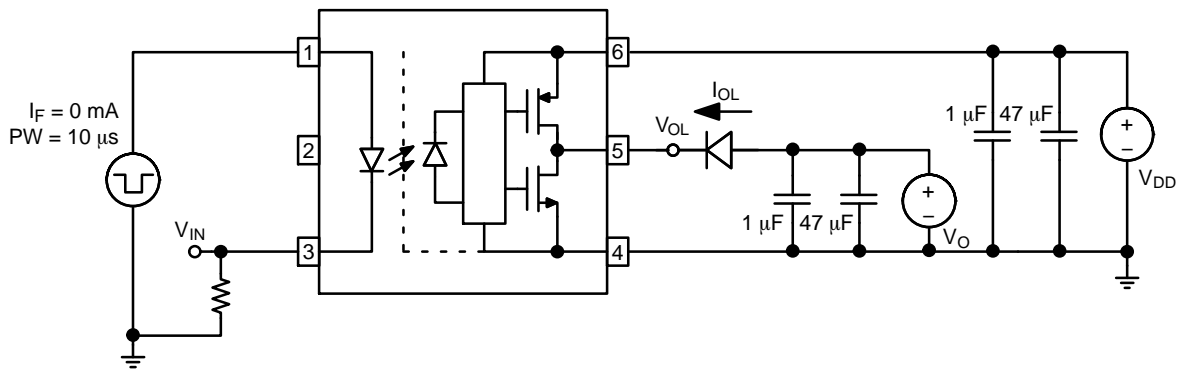 1
6
I_F = 0 mA
PW = 10 μs
2
V_OL
I_OL
5
1 μF
47 μF
+
–
V_DD
1 μF
47 μF
+
–
V_O
V_IN
3
4